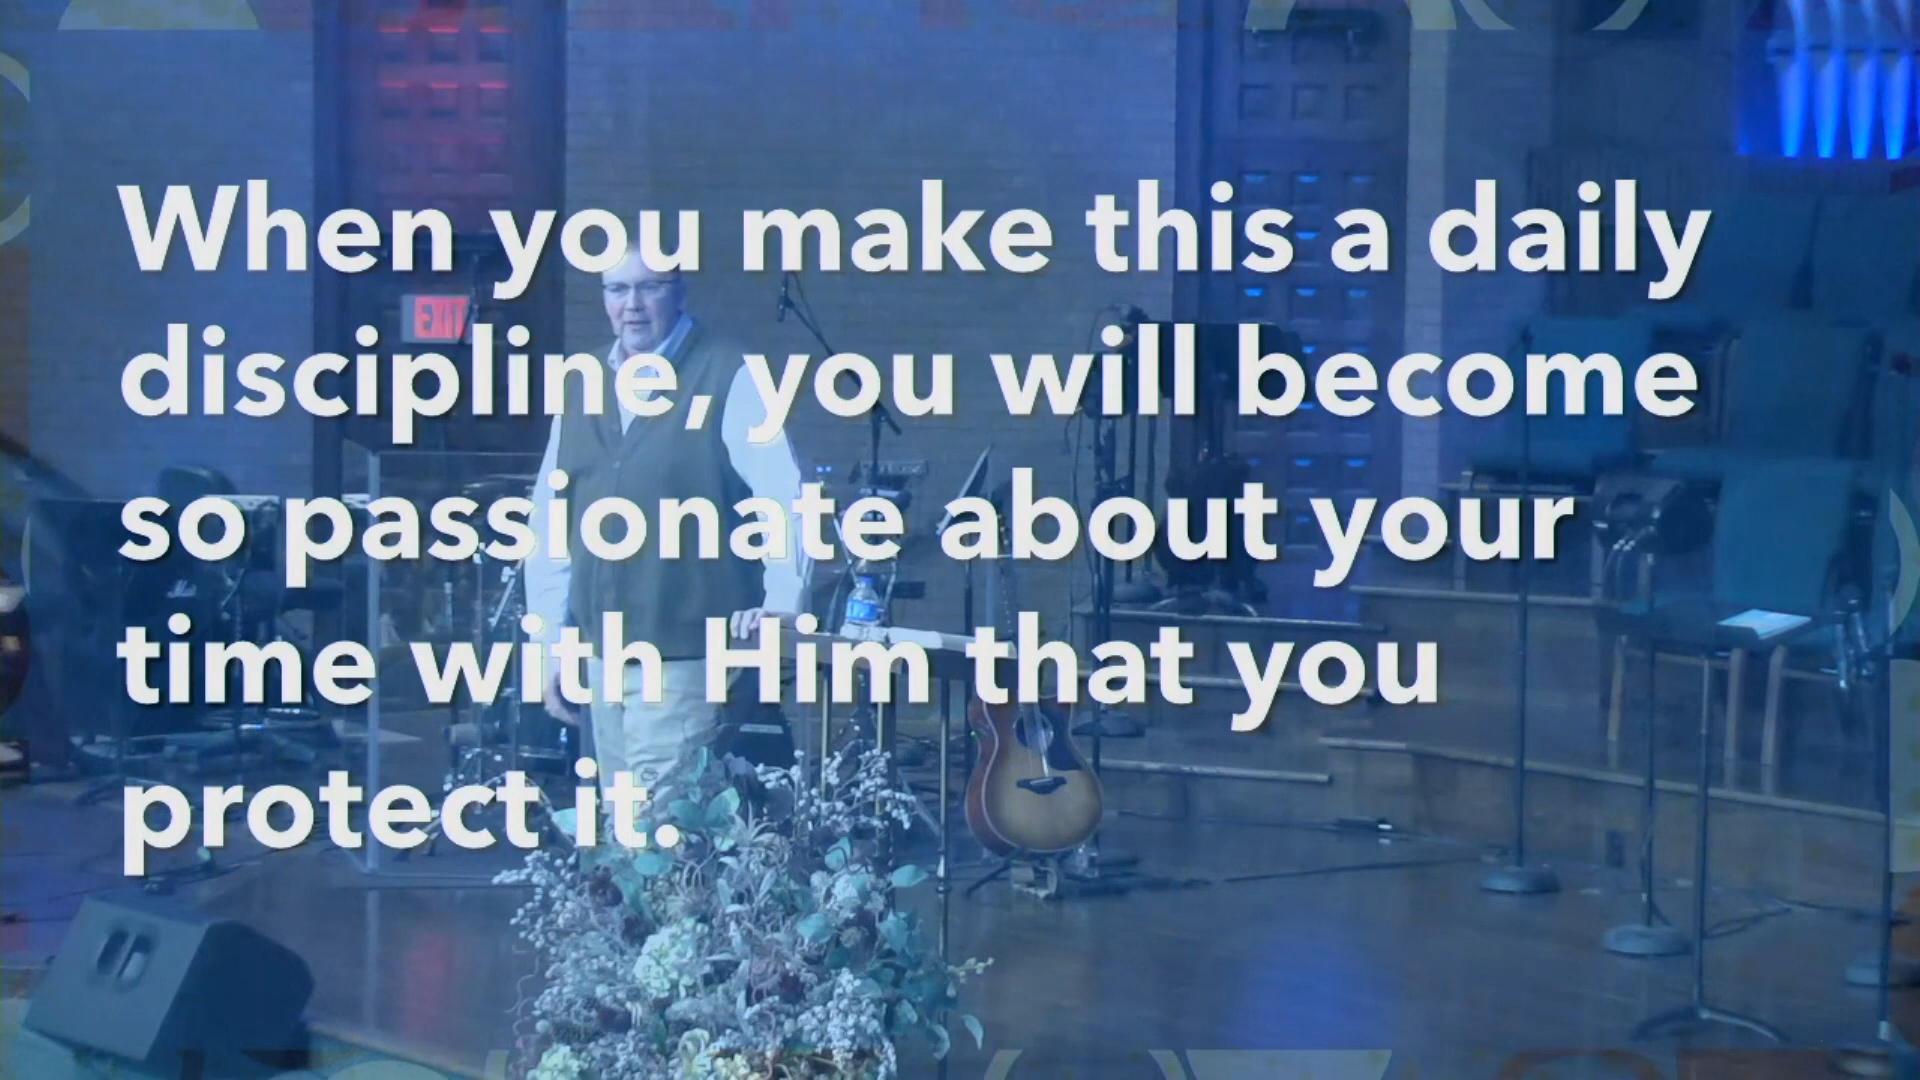 When you make this a daily
discipline, you will become
so passionate about your
time with Him that you
protect it.
EXIT